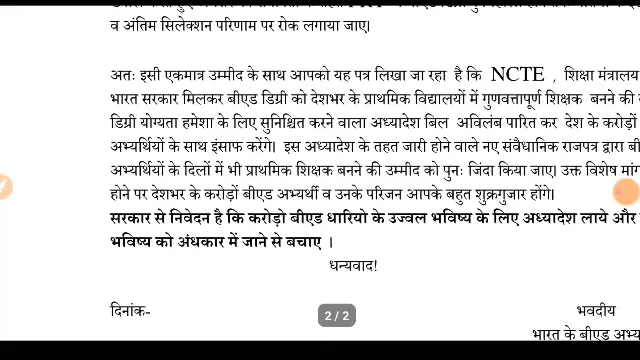 व अंतिम सिलेक्शन परिणाम पर रोक लगाया जाए।
अतः इसी एकमात्र उम्मीद के साथ आपको यह पत्र लिखा जा रहा है कि NCTE , शिक्षा मंत्रालय
भारत सरकार मिलकर बीएड डिग्री को देशभर के प्राथमिक विद्यालयों में गुणवत्तापूर्ण शिक्षक बनने की
डिग्री योग्यता हमेशा के लिए सुनिश्चित करने वाला अध्यादेश बिल अविलंब पारित कर देश के करोड़ों
अभ्यर्थियों के साथ इंसाफ करेंगे। इस अध्यादेश के तहत जारी होने वाले नए संवैधानिक राजपत्र द्वारा
अभ्यर्थियों के दिलों में भी प्राथमिक शिक्षक बनने की उम्मीद को पुनः जिंदा किया जाए। उक्त विशेष मांग
होने पर देशभर के करोड़ों बीएड अभ्यर्थी व उनके परिजन आपके बहुत शुक्रगुजार होंगे।
सरकार से निवेदन है कि करोड़ो बीएड धारियो के उज्वल भविष्य के लिए अध्यादेश लाये और
भविष्य को अंधकार में जाने से बचाए ।
धन्यवाद!
दिनांक-
2 / 2
भवदीय
भारत के बीएड